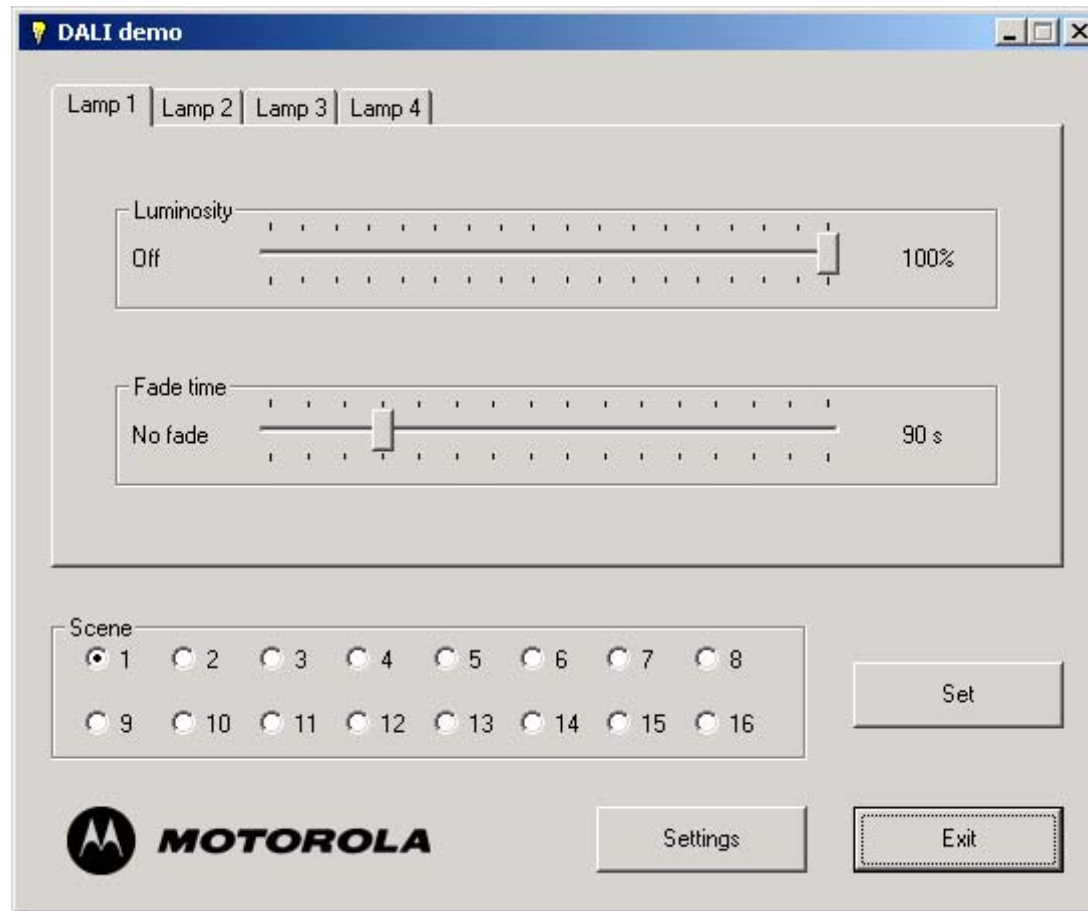 DALI demo
Lamp 1 Lamp 2 Lamp 3 Lamp 4
Luminosity
Off 100%
Fade time
No fade 90 s
Scene
1 2 3 4 5 6 7 8
9 10 11 12 13 14 15 16
Set
MOTOROLA
Settings Exit